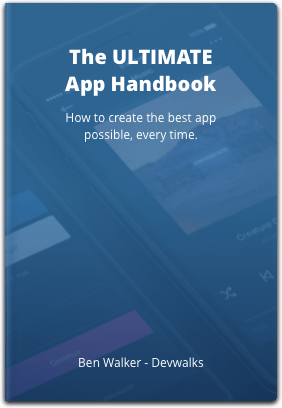 The ULTIMATE
App Handbook
How to create the best app
possible, every time.
Ben Walker - Devwalks